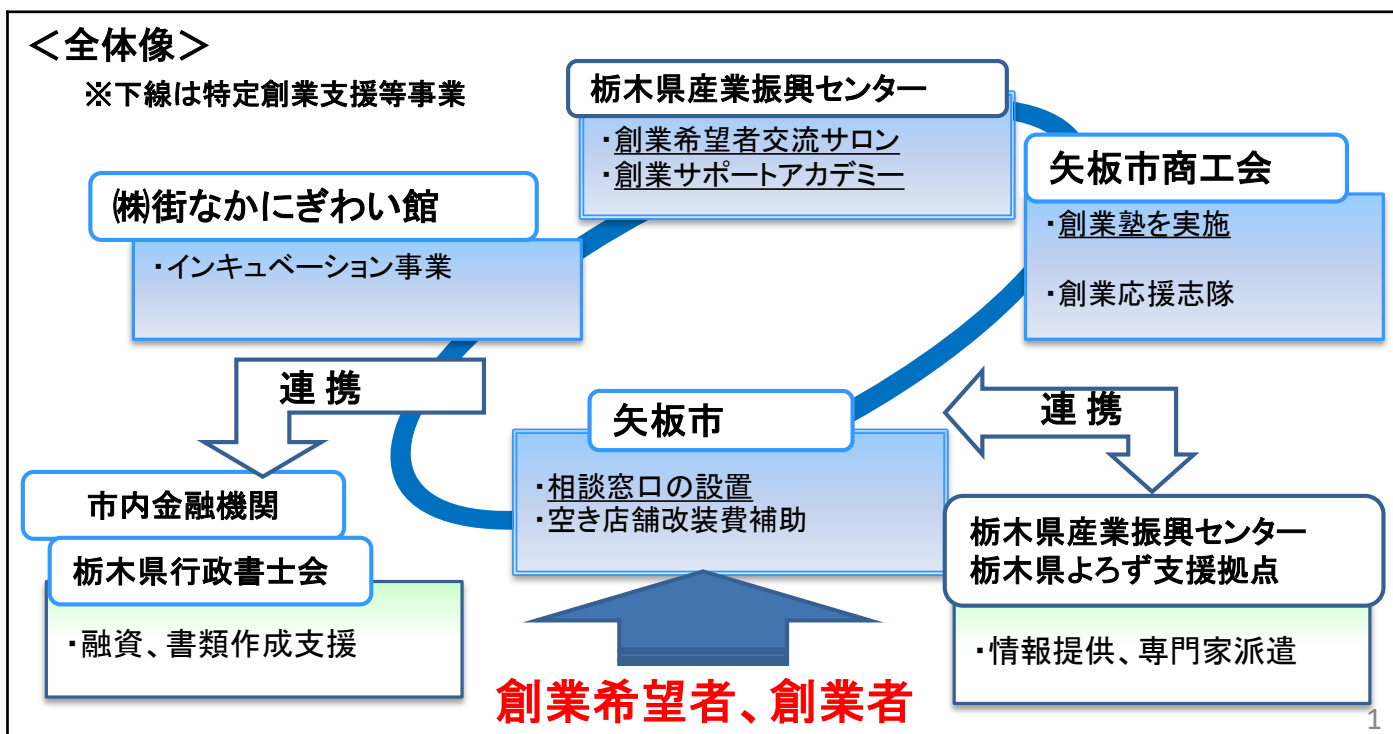 ＜全体像＞
※下線は特定創業支援等事業
栃木県産業振興センター
・創業希望者交流サロン
・創業サポートアカデミー
矢板市商工会
・創業塾を実施
・創業応援志隊
㈱街なかにぎわい館
・インキュベーション事業
連 携
市内金融機関
栃木県行政書士会
・融資、書類作成支援
矢板市
・相談窓口の設置
・空き店舗改装費補助
連 携
栃木県産業振興センター
栃木県よろず支援拠点
・情報提供、専門家派遣
創業希望者、創業者
1